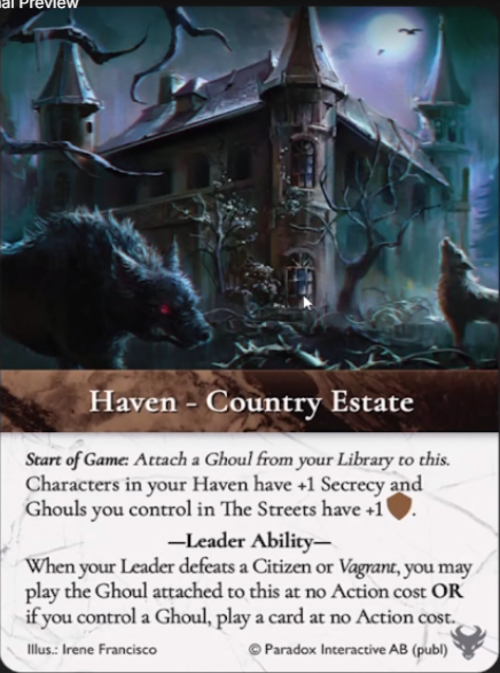 al Preview
Haven - Country Estate
Start of Game: Attach a Ghoul from your Library to this.
Characters in your Haven have +1 Secrecy and
Ghouls you control in The Streets have +1 .
—Leader Ability—
When your Leader defeats a Citizen or Vagrant, you may
play the Ghoul attached to this at no Action cost OR
if you control a Ghoul, play a card at no Action cost.
Illus.: Irene Francisco © Paradox Interactive AB (publ)